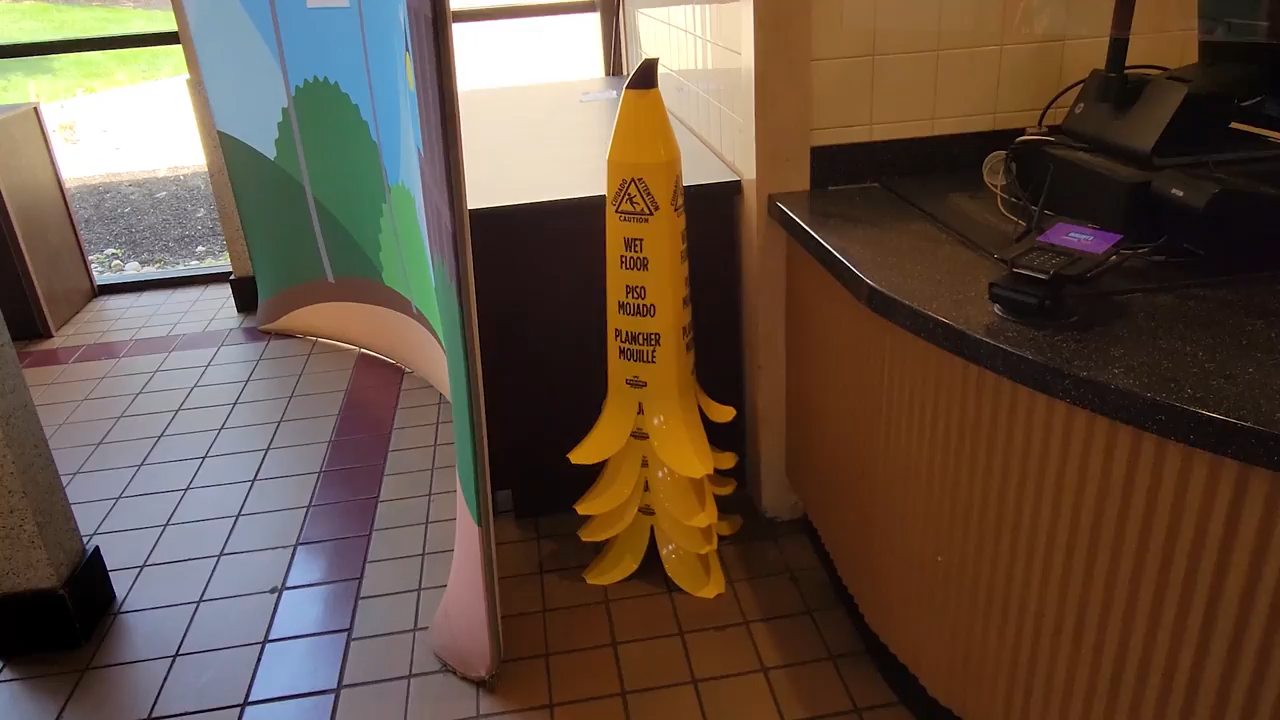 CUIDADO ATTENTION
CAUTION
WET
FLOOR
PISO
MOJADO
PLANCHER
MOUILLÉ